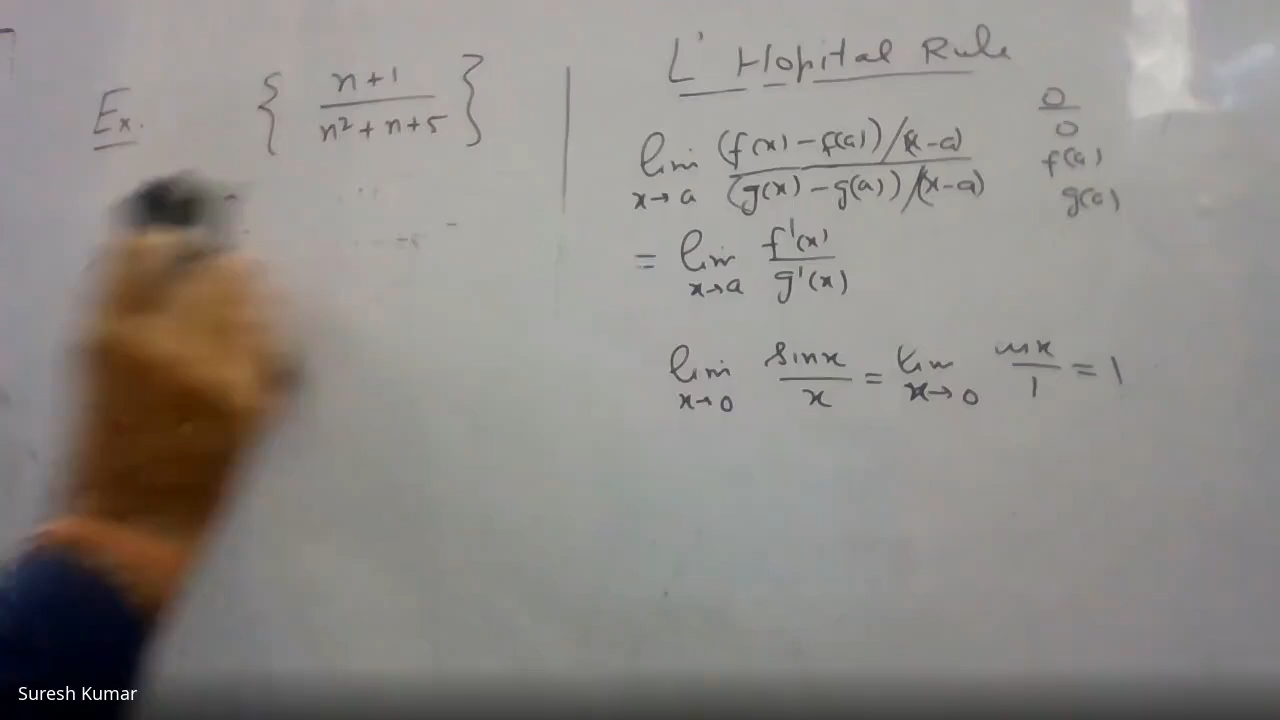 Ex. { n+1 / n² + n + 5 }
L' Hopital Rule
0/0
lim x→a (f(x) – f(a))/(x–a) / (g(x) – g(a))/(x–a)
f(a)
g(a)
= lim x→a f'(x) / g'(x)
lim x→0 sinx / x = lim x→0 cosx / 1 = 1
Suresh Kumar